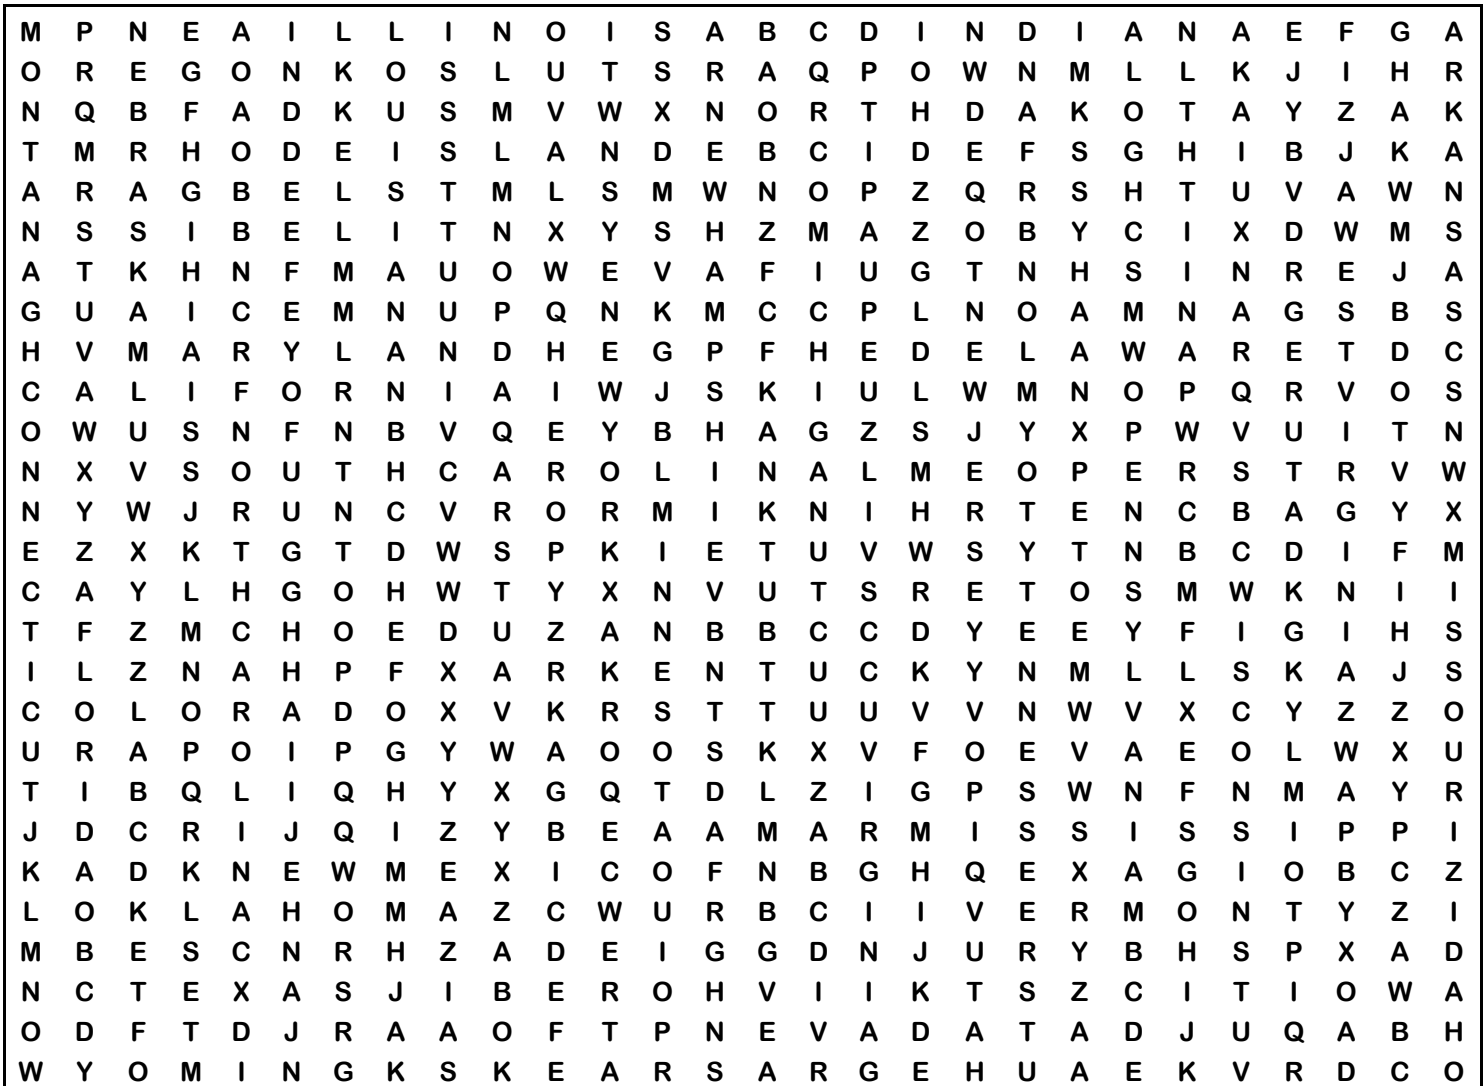 M P N E A I L L I N O I S A B C D I N D I A N A E F G A
O R E G O N K O S L U T S R A Q P O W N M L L K J I H R
N Q B F A D K U S M V W X N O R T H D A K O T A Y Z A K
T M R H O D E I S L A N D E B C I D E F S G H I B J K A
A R A G B E L S T M L S M W N O P Z Q R S H T U V A W N
N S S I B E L I T N X Y S H Z M A Z O B Y C I X D W M S
A T K H N F M A U O W E V A F I U G T N H S I N R E J A
G U A I C E M N U P Q N K M C C P L N O A M N A G S B S
H V M A R Y L A N D H E G P F H E D E L A W A R E T D C
C A L I F O R N I A I W J S K I U L W M N O P Q R V O S
O W U S N F N B V Q E Y B H A G Z S J Y X P W V U I T N
N X V S O U T H C A R O L I N A L M E O P E R S T R V W
N Y W J R U N C V R O R M I K N I H R T E N C B A G Y X
E Z X K T G T D W S P K I E T U V W S Y T N B C D I F M
C A Y L H G O H W T Y X N V U T S R E T O S M W K N I I
T F Z M C H O E D U Z A N B B C C D Y E E Y F I G I H S
I L Z N A H P F X A R K E N T U C K Y N M L L S K A J S
C O L O R A D O X V K R S T T U U V V N W V X C Y Z Z O
U R A P O I P G Y W A O O S K X V F O E V A E O L W X U
T I B Q L I Q H Y X G Q T D L Z I G P S W N F N M A Y R
J D C R I J Q I Z Y B E A A M A R M I S S I S S I P P I
K A D K N E W M E X I C O F N B G H Q E X A G I O B C Z
L O K L A H O M A Z C W U R B C I I V E R M O N T Y Z I
M B E S C N R H Z A D E I G G D N J U R Y B H S P X A D
N C T E X A S J I B E R O H V I I K T S Z C I T I O W A
O D F T D J R A A O F T P N E V A D A T A D J U Q A B H
W Y O M I N G K S K E A R S A R G E H U A E K V R D C O